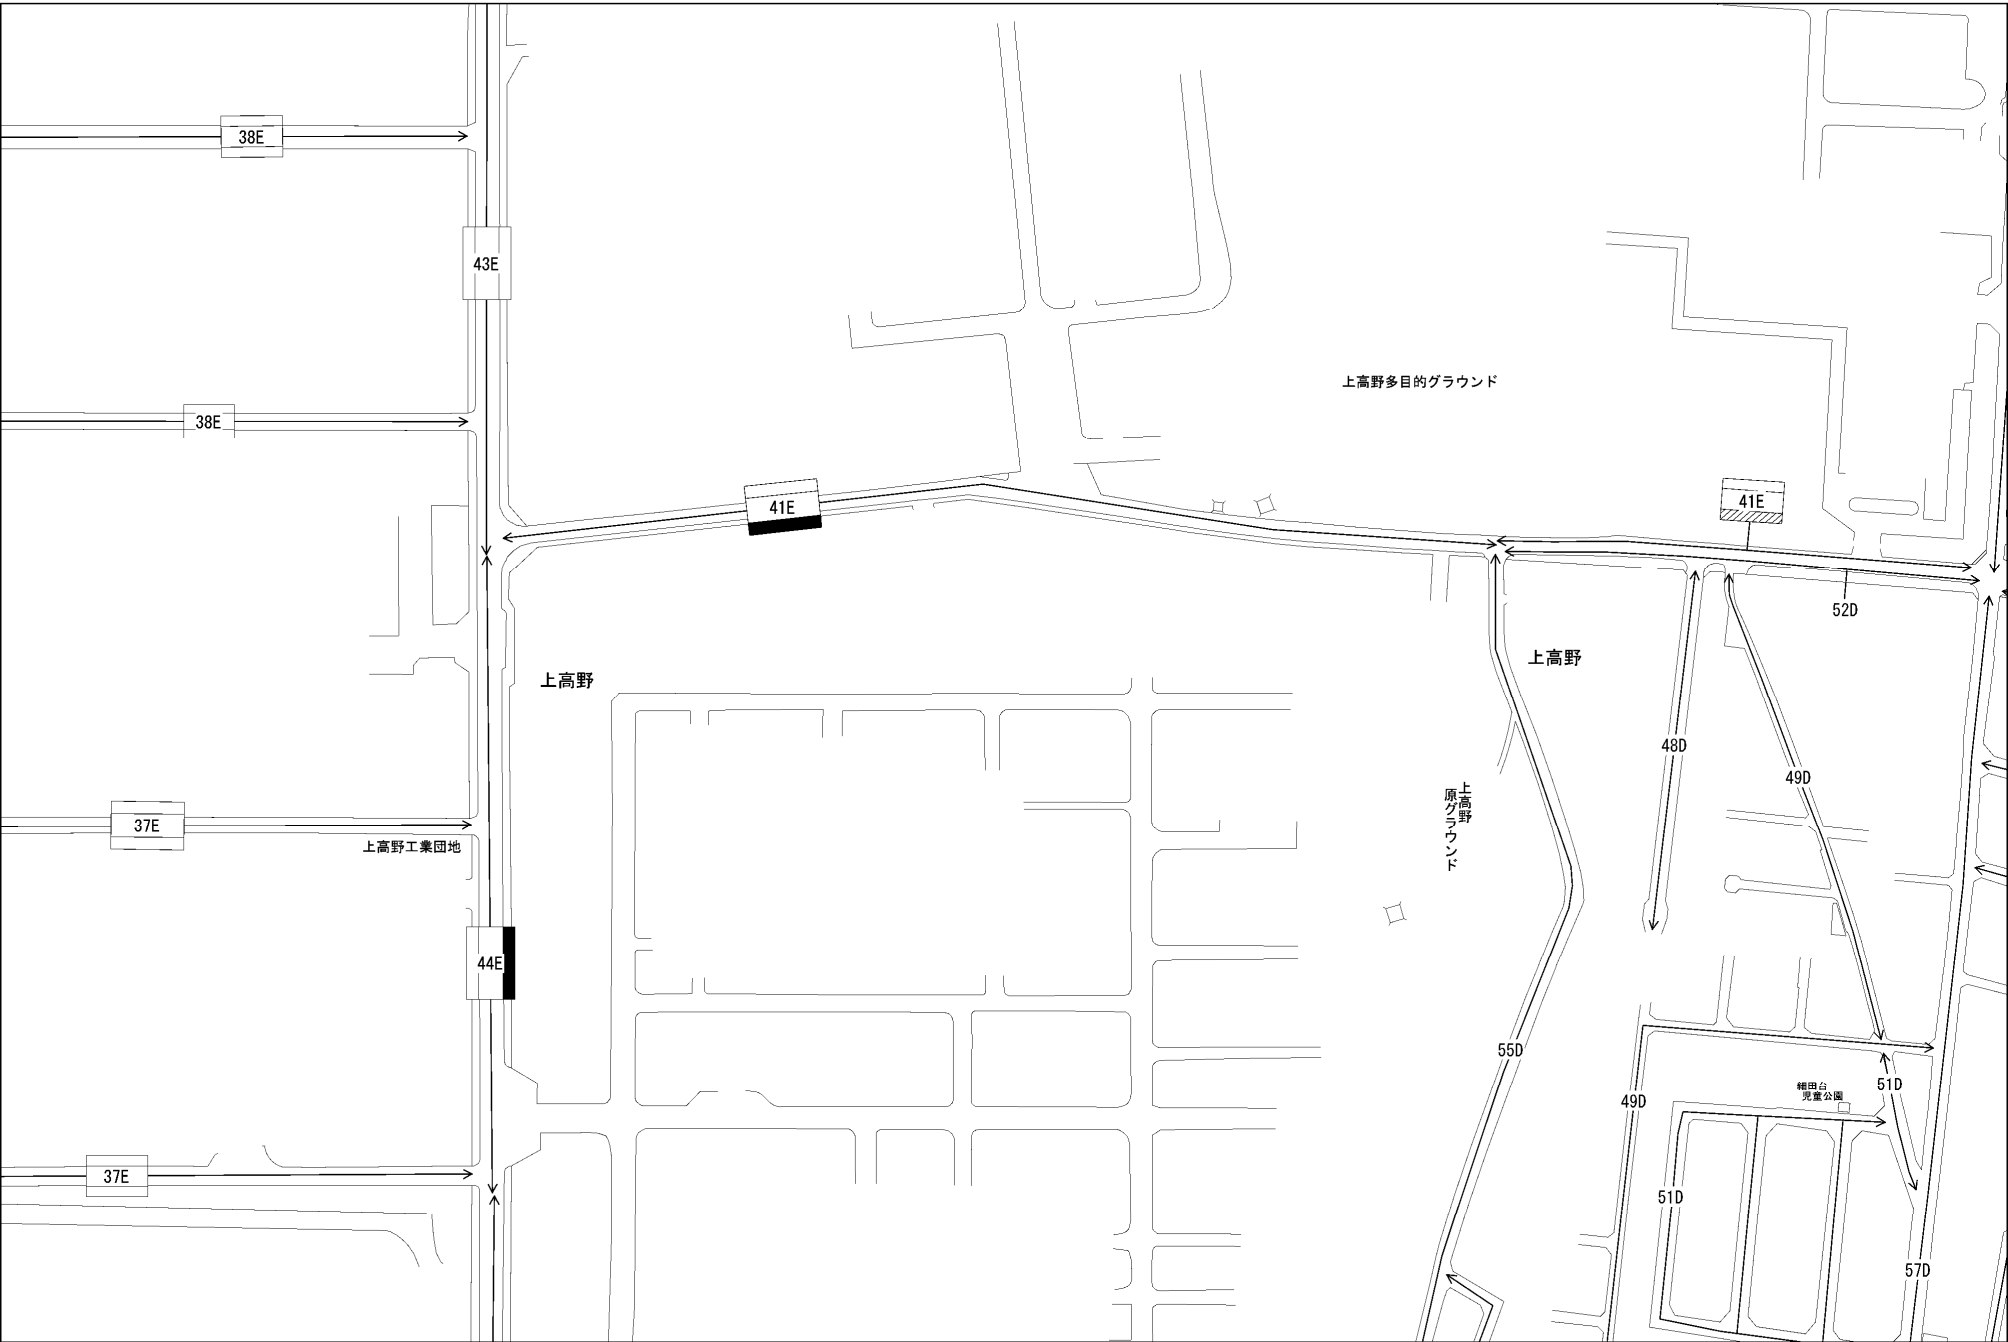 38E
43E
上高野多目的グラウンド
38E
41E
41E
52D
上高野
上高野
48D
49D
上高野
原グラウンド
37E
上高野工業団地
44E
55D
細田台
児童公園
51D
49D
37E
51D
57D